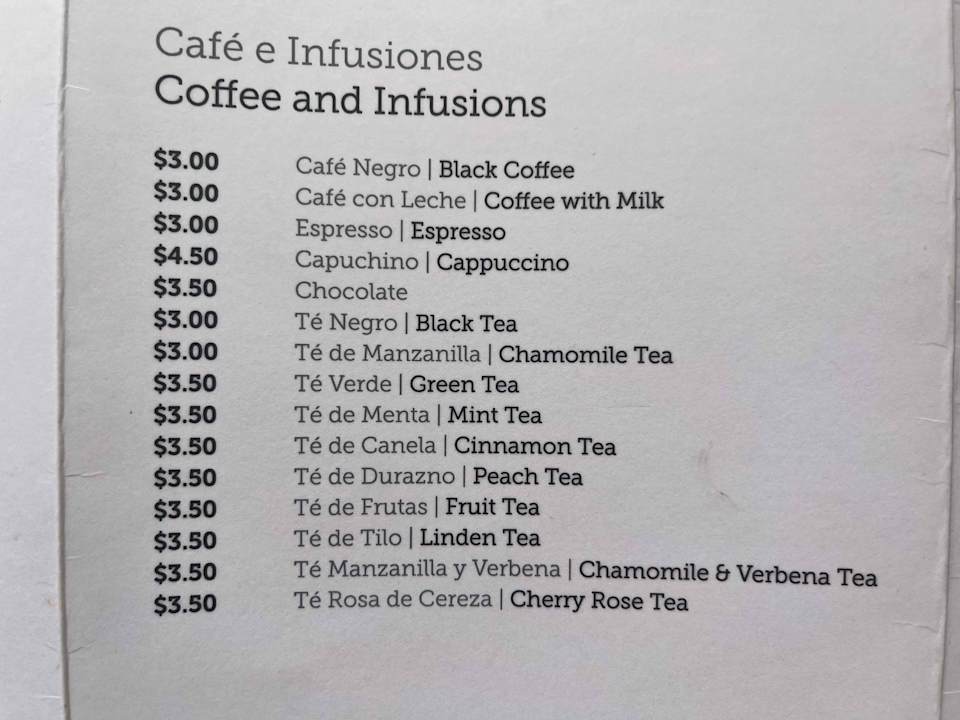 Café e Infusiones
Coffee and Infusions
$3.00 Café Negro | Black Coffee
$3.00 Café con Leche | Coffee with Milk
$3.00 Espresso | Espresso
$4.50 Capuchino | Cappuccino
$3.50 Chocolate
$3.00 Té Negro | Black Tea
$3.00 Té de Manzanilla | Chamomile Tea
$3.50 Té Verde | Green Tea
$3.50 Té de Menta | Mint Tea
$3.50 Té de Canela | Cinnamon Tea
$3.50 Té de Durazno | Peach Tea
$3.50 Té de Frutas | Fruit Tea
$3.50 Té de Tilo | Linden Tea
$3.50 Té Manzanilla y Verbena | Chamomile & Verbena Tea
$3.50 Té Rosa de Cereza | Cherry Rose Tea